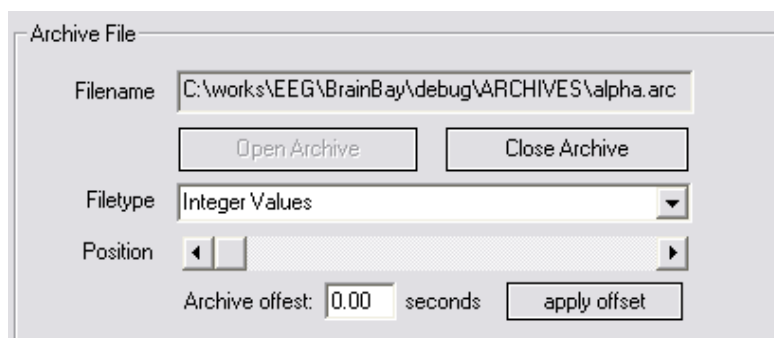 Archive File
Filename C:\works\EEG\BrainBay\debug\ARCHIVES\alpha.arc
Open Archive Close Archive
Filetype Integer Values
Position
Archive offest: 0.00 seconds apply offset